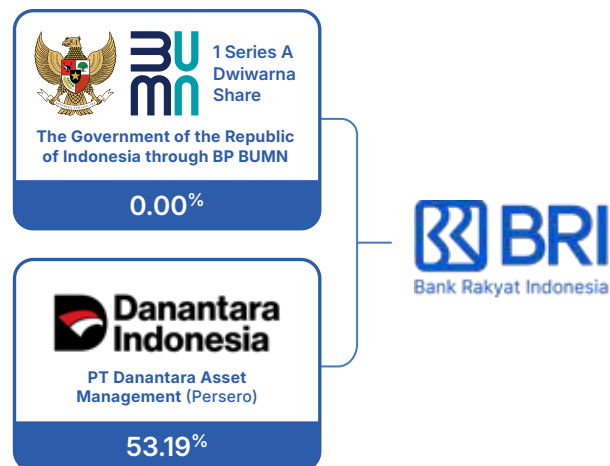 BUMN
1 Series A
Dwiwarna
Share
The Government of the Republic
of Indonesia through BP BUMN
0.00%
Danantara
Indonesia
PT Danantara Asset
Management (Persero)
53.19%
BRI
Bank Rakyat Indonesia